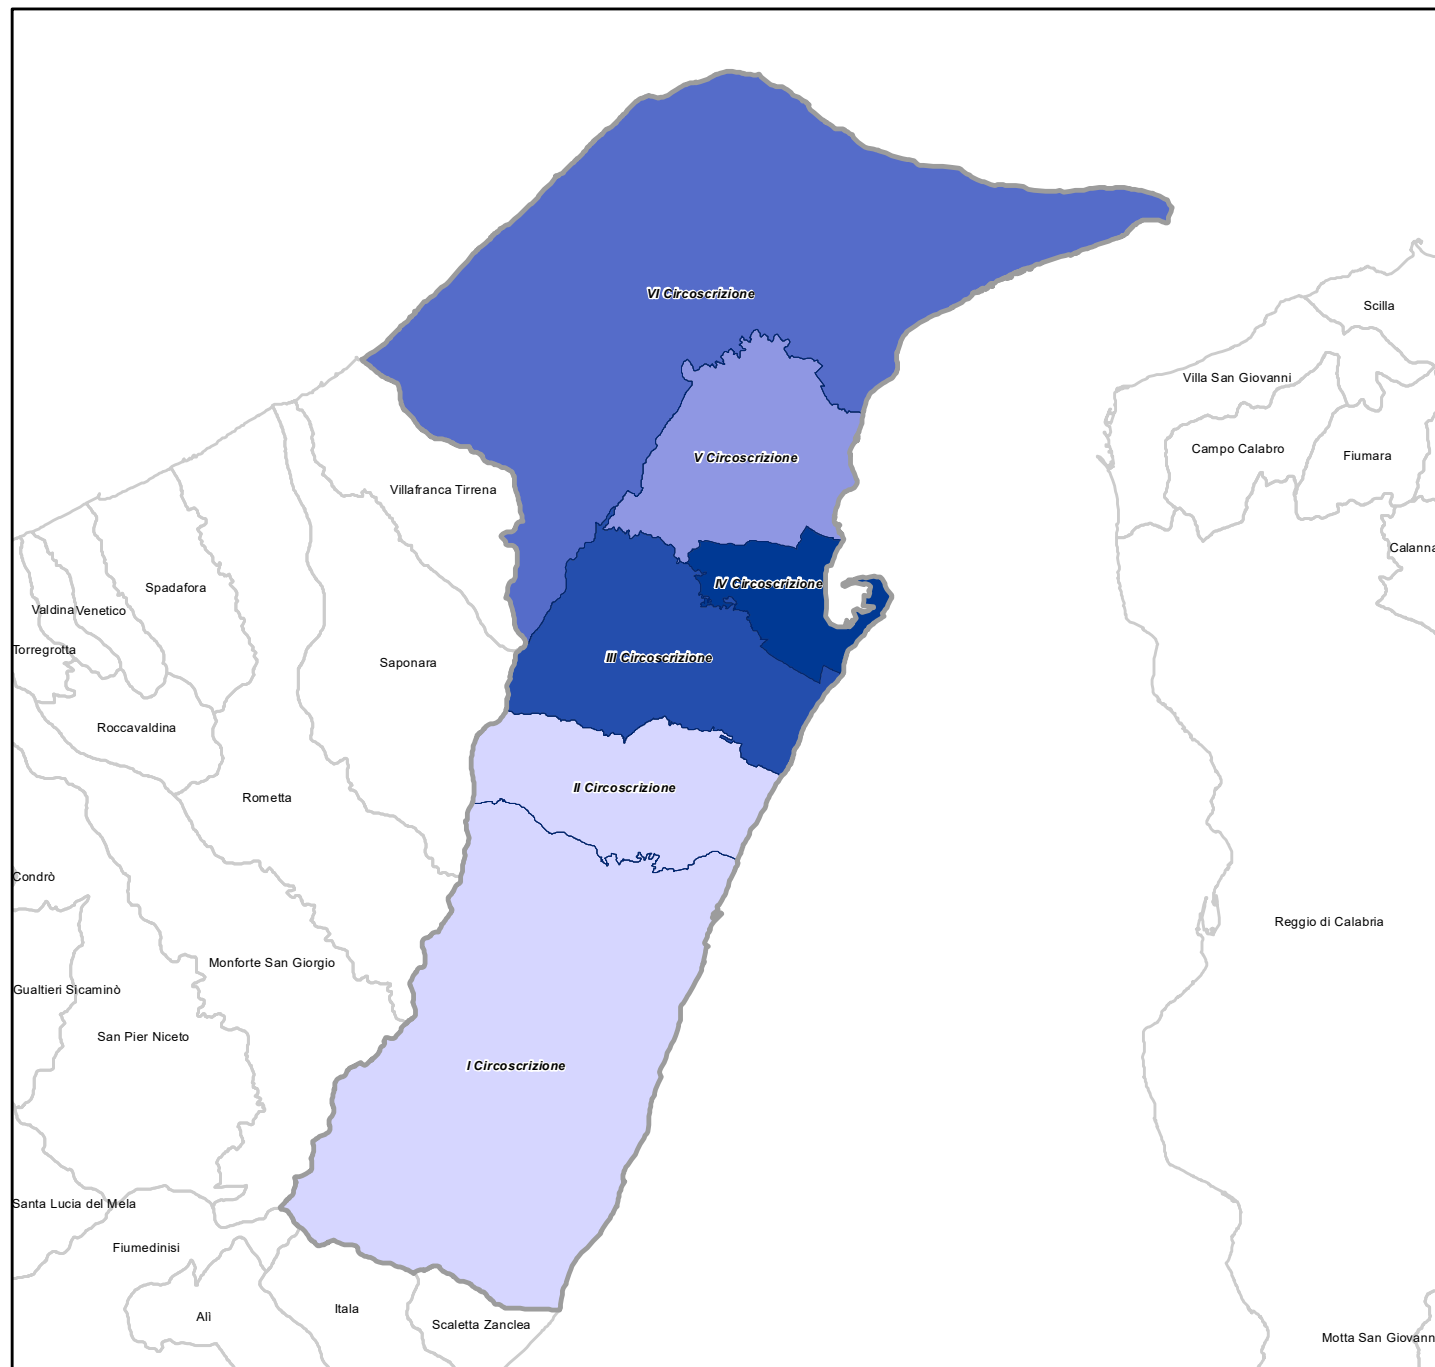 VI Circoscrizione
Scilla
Villa San Giovanni
V Circoscrizione
Campo Calabro
Fiumara
Villafranca Tirrena
Calanna
IV Circoscrizione
Spadafora
Valdina
Venetico
Torregrotta
III Circoscrizione
Saponara
Roccavaldina
II Circoscrizione
Rometta
Condrò
Reggio di Calabria
Monforte San Giorgio
Gualtieri Sicaminò
San Pier Niceto
I Circoscrizione
Santa Lucia del Mela
Fiumedinisi
Itala
Alì
Scaletta Zanclea
Motta San Giovann